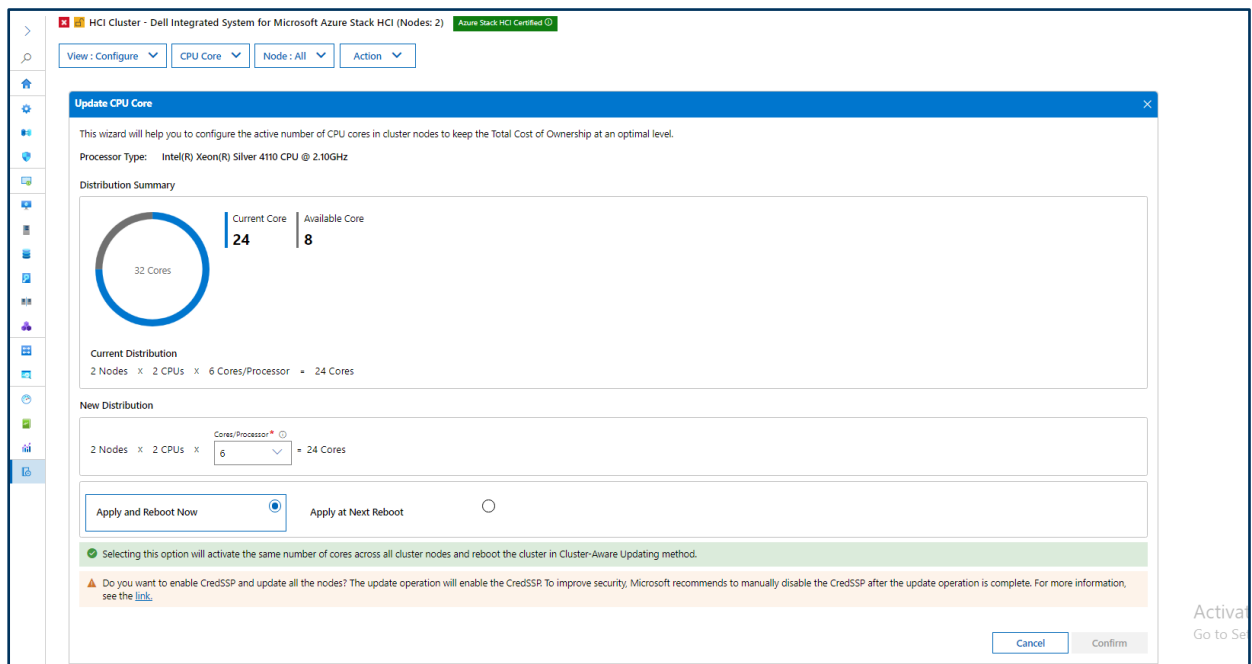 HCI Cluster - Dell Integrated System for Microsoft Azure Stack HCI (Nodes: 2) Azure Stack HCI Certified
View : Configure CPU Core Node : All Action
Update CPU Core
This wizard will help you to configure the active number of CPU cores in cluster nodes to keep the Total Cost of Ownership at an optimal level.
Processor Type: Intel(R) Xeon(R) Silver 4110 CPU @ 2.10GHz
Distribution Summary
Current Core Available Core
24 8
32 Cores
Current Distribution
2 Nodes x 2 CPUs x 6 Cores/Processor = 24 Cores
New Distribution
Cores/Processor*
2 Nodes x 2 CPUs x 6 = 24 Cores
Apply and Reboot Now Apply at Next Reboot
Selecting this option will activate the same number of cores across all cluster nodes and reboot the cluster in Cluster-Aware Updating method.
Do you want to enable CredSSP and update all the nodes? The update operation will enable the CredSSP. To improve security, Microsoft recommends to manually disable the CredSSP after the update operation is complete. For more information,
see the link.
Activat
Go to Se
Cancel Confirm